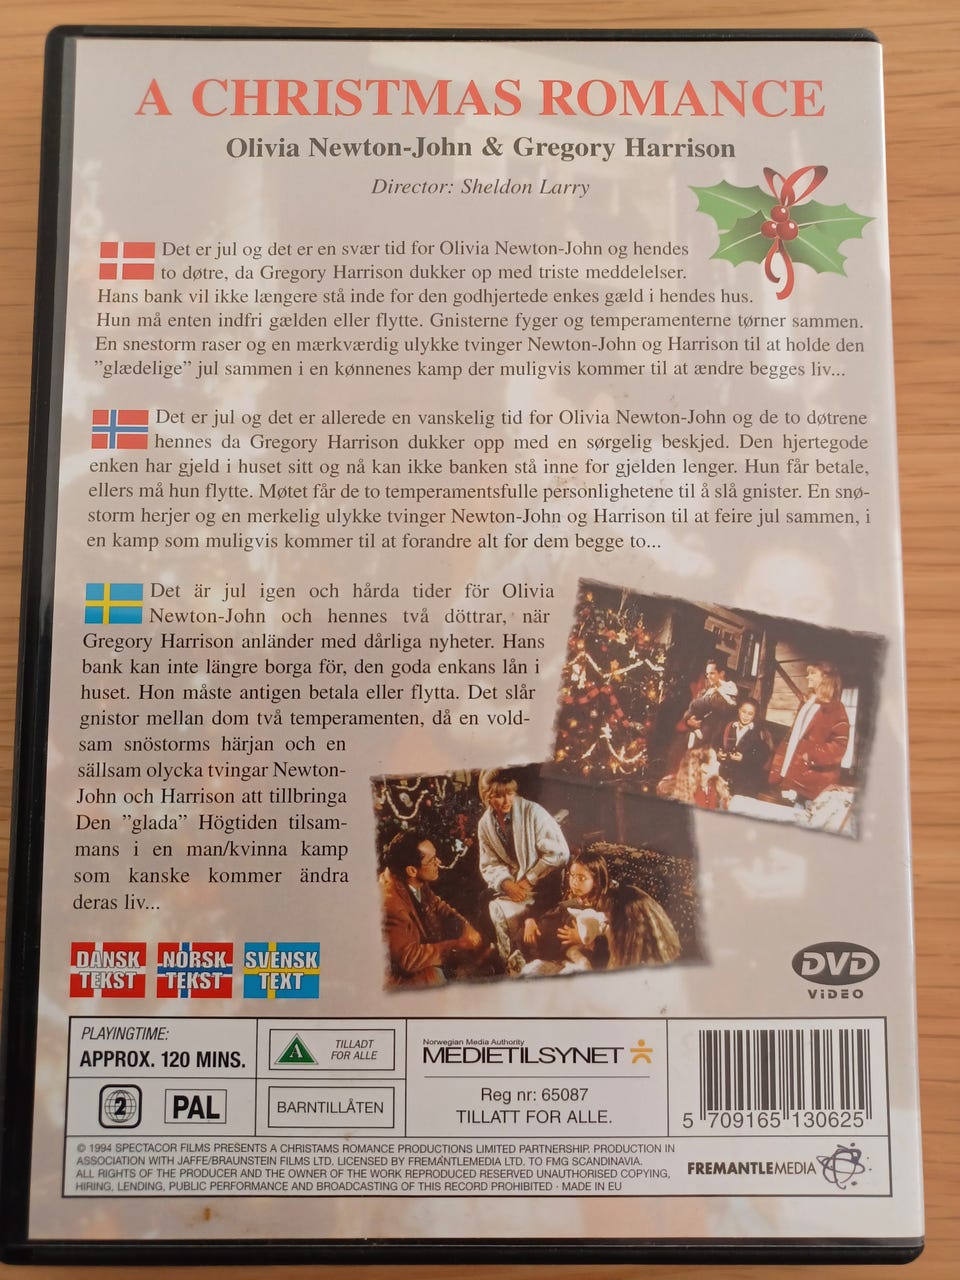 A CHRISTMAS ROMANCE
Olivia Newton-John & Gregory Harrison
Director: Sheldon Larry
Det er jul og det er en svær tid for Olivia Newton-John og hendes
to døtre, da Gregory Harrison dukker op med triste meddelelser.
Hans bank vil ikke længere stå inde for den godhjertede enkes gæld i hendes hus.
Hun må enten indfri gælden eller flytte. Gnisterne fyger og temperamenterne tørner sammen.
En snestorm raser og en mærkværdig ulykke tvinger Newton-John og Harrison til at holde den
”glædelige” jul sammen i en kønnenes kamp der muligvis kommer til at ændre begges liv...
Det er jul og det er allerede en vanskelig tid for Olivia Newton-John og de to døtrene
hennes da Gregory Harrison dukker opp med en sørgelig beskjed. Den hjertegode
enken har gjeld i huset sitt og nå kan ikke banken stå inne for gjelden lenger. Hun får betale,
ellers må hun flytte. Møtet får de to temperamentsfulle personlighetene til å slå gnister. En snø-
storm herjer og en merkelig ulykke tvinger Newton-John og Harrison til at feire jul sammen, i
en kamp som muligvis kommer til at forandre alt for dem begge to...
Det är jul igen och hårda tider för Olivia
Newton-John och hennes två döttrar, när
Gregory Harrison anländer med dårliga nyheter. Hans
bank kan inte längre borga för, den goda enkans lån i
huset. Hon måste antigen betala eller flytta. Det slår
gnistor mellan dom två temperamenten, då en vold-
sam snöstorms härjan och en
sällsam olycka tvingar Newton-
John och Harrison att tillbringa
Den ”glada” Högtiden tilsam-
mans i en man/kvinna kamp
som kanske kommer ändra
deras liv...
DANSK TEKST
NORSK TEKST
SVENSK TEXT
DVD VIDEO
PLAYINGTIME:
APPROX. 120 MINS.
2
PAL
A
TILLADT FOR ALLE
BARNTILLÅTEN
Norwegian Media Authority
MEDIETILSYNET
Reg nr: 65087
TILLATT FOR ALLE.
5 709165 130625
© 1994 SPECTACOR FILMS PRESENTS A CHRISTAMS ROMANCE PRODUCTIONS LIMITED PARTNERSHIP. PRODUCTION IN
ASSOCIATION WITH JAFFE/BRAUNSTEIN FILMS LTD. LICENSED BY FREMANTLEMEDIA LTD. TO FMG SCANDINAVIA.
ALL RIGHTS OF THE PRODUCER AND THE OWNER OF THE WORK REPRODUCED RESERVED UNAUTHORISED COPYING,
HIRING, LENDING, PUBLIC PERFORMANCE AND BROADCASTING OF THIS RECORD PROHIBITED · MADE IN EU
FREMANTLEMEDIA